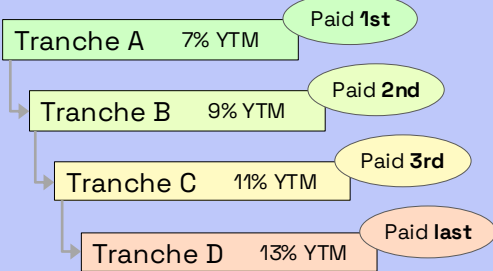 Paid 1st
Tranche A 7% YTM
Paid 2nd
Tranche B 9% YTM
Paid 3rd
Tranche C 11% YTM
Paid last
Tranche D 13% YTM